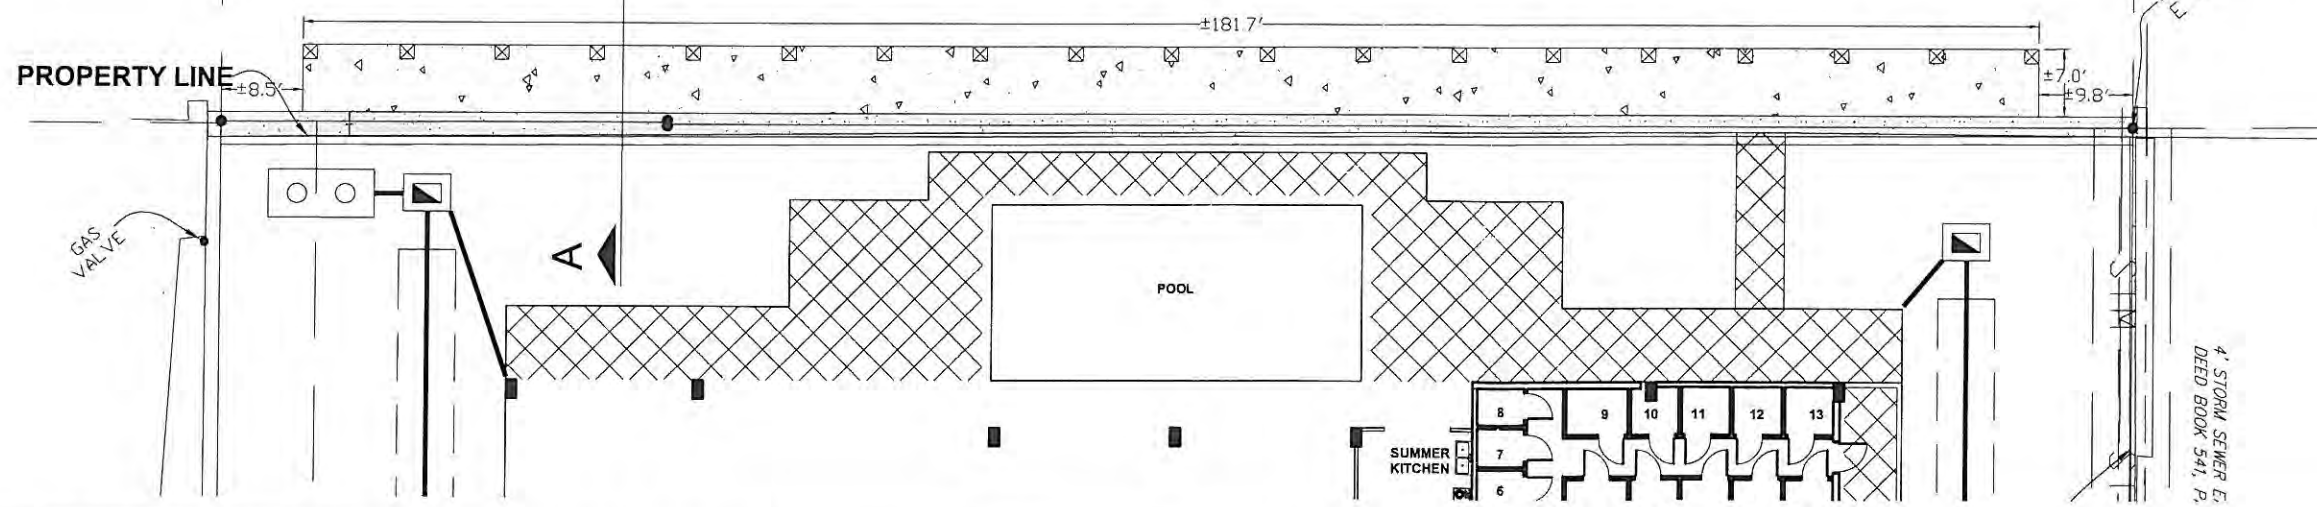 ±181.7'
E
PROPERTY LINE
±8.5'
±7.0'
±9.8'
GAS
VALVE
A
POOL
8
9
10
11
12
13
SUMMER
KITCHEN
7
6
4' STORM SEWER E.
DEED BOOK 541, P.